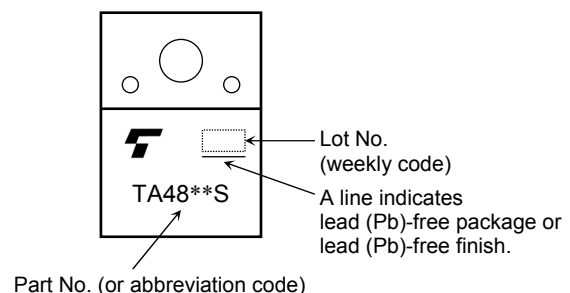 Lot No.
(weekly code)
A line indicates
lead (Pb)-free package or
lead (Pb)-free finish.
TA48**S
Part No. (or abbreviation code)